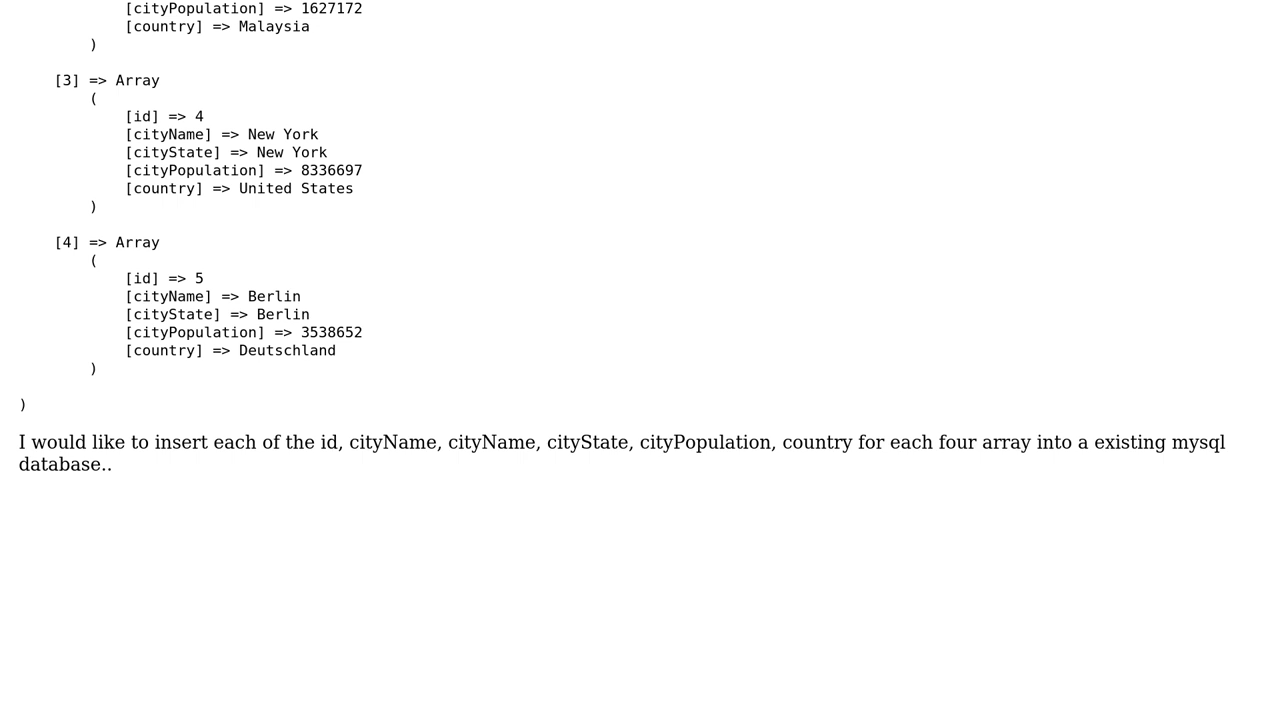 [cityPopulation] => 1627172
[country] => Malaysia
)
[3] => Array
(
[id] => 4
[cityName] => New York
[cityState] => New York
[cityPopulation] => 8336697
[country] => United States
)
[4] => Array
(
[id] => 5
[cityName] => Berlin
[cityState] => Berlin
[cityPopulation] => 3538652
[country] => Deutschland
)
)
I would like to insert each of the id, cityName, cityName, cityState, cityPopulation, country for each four array into a existing mysql
database..